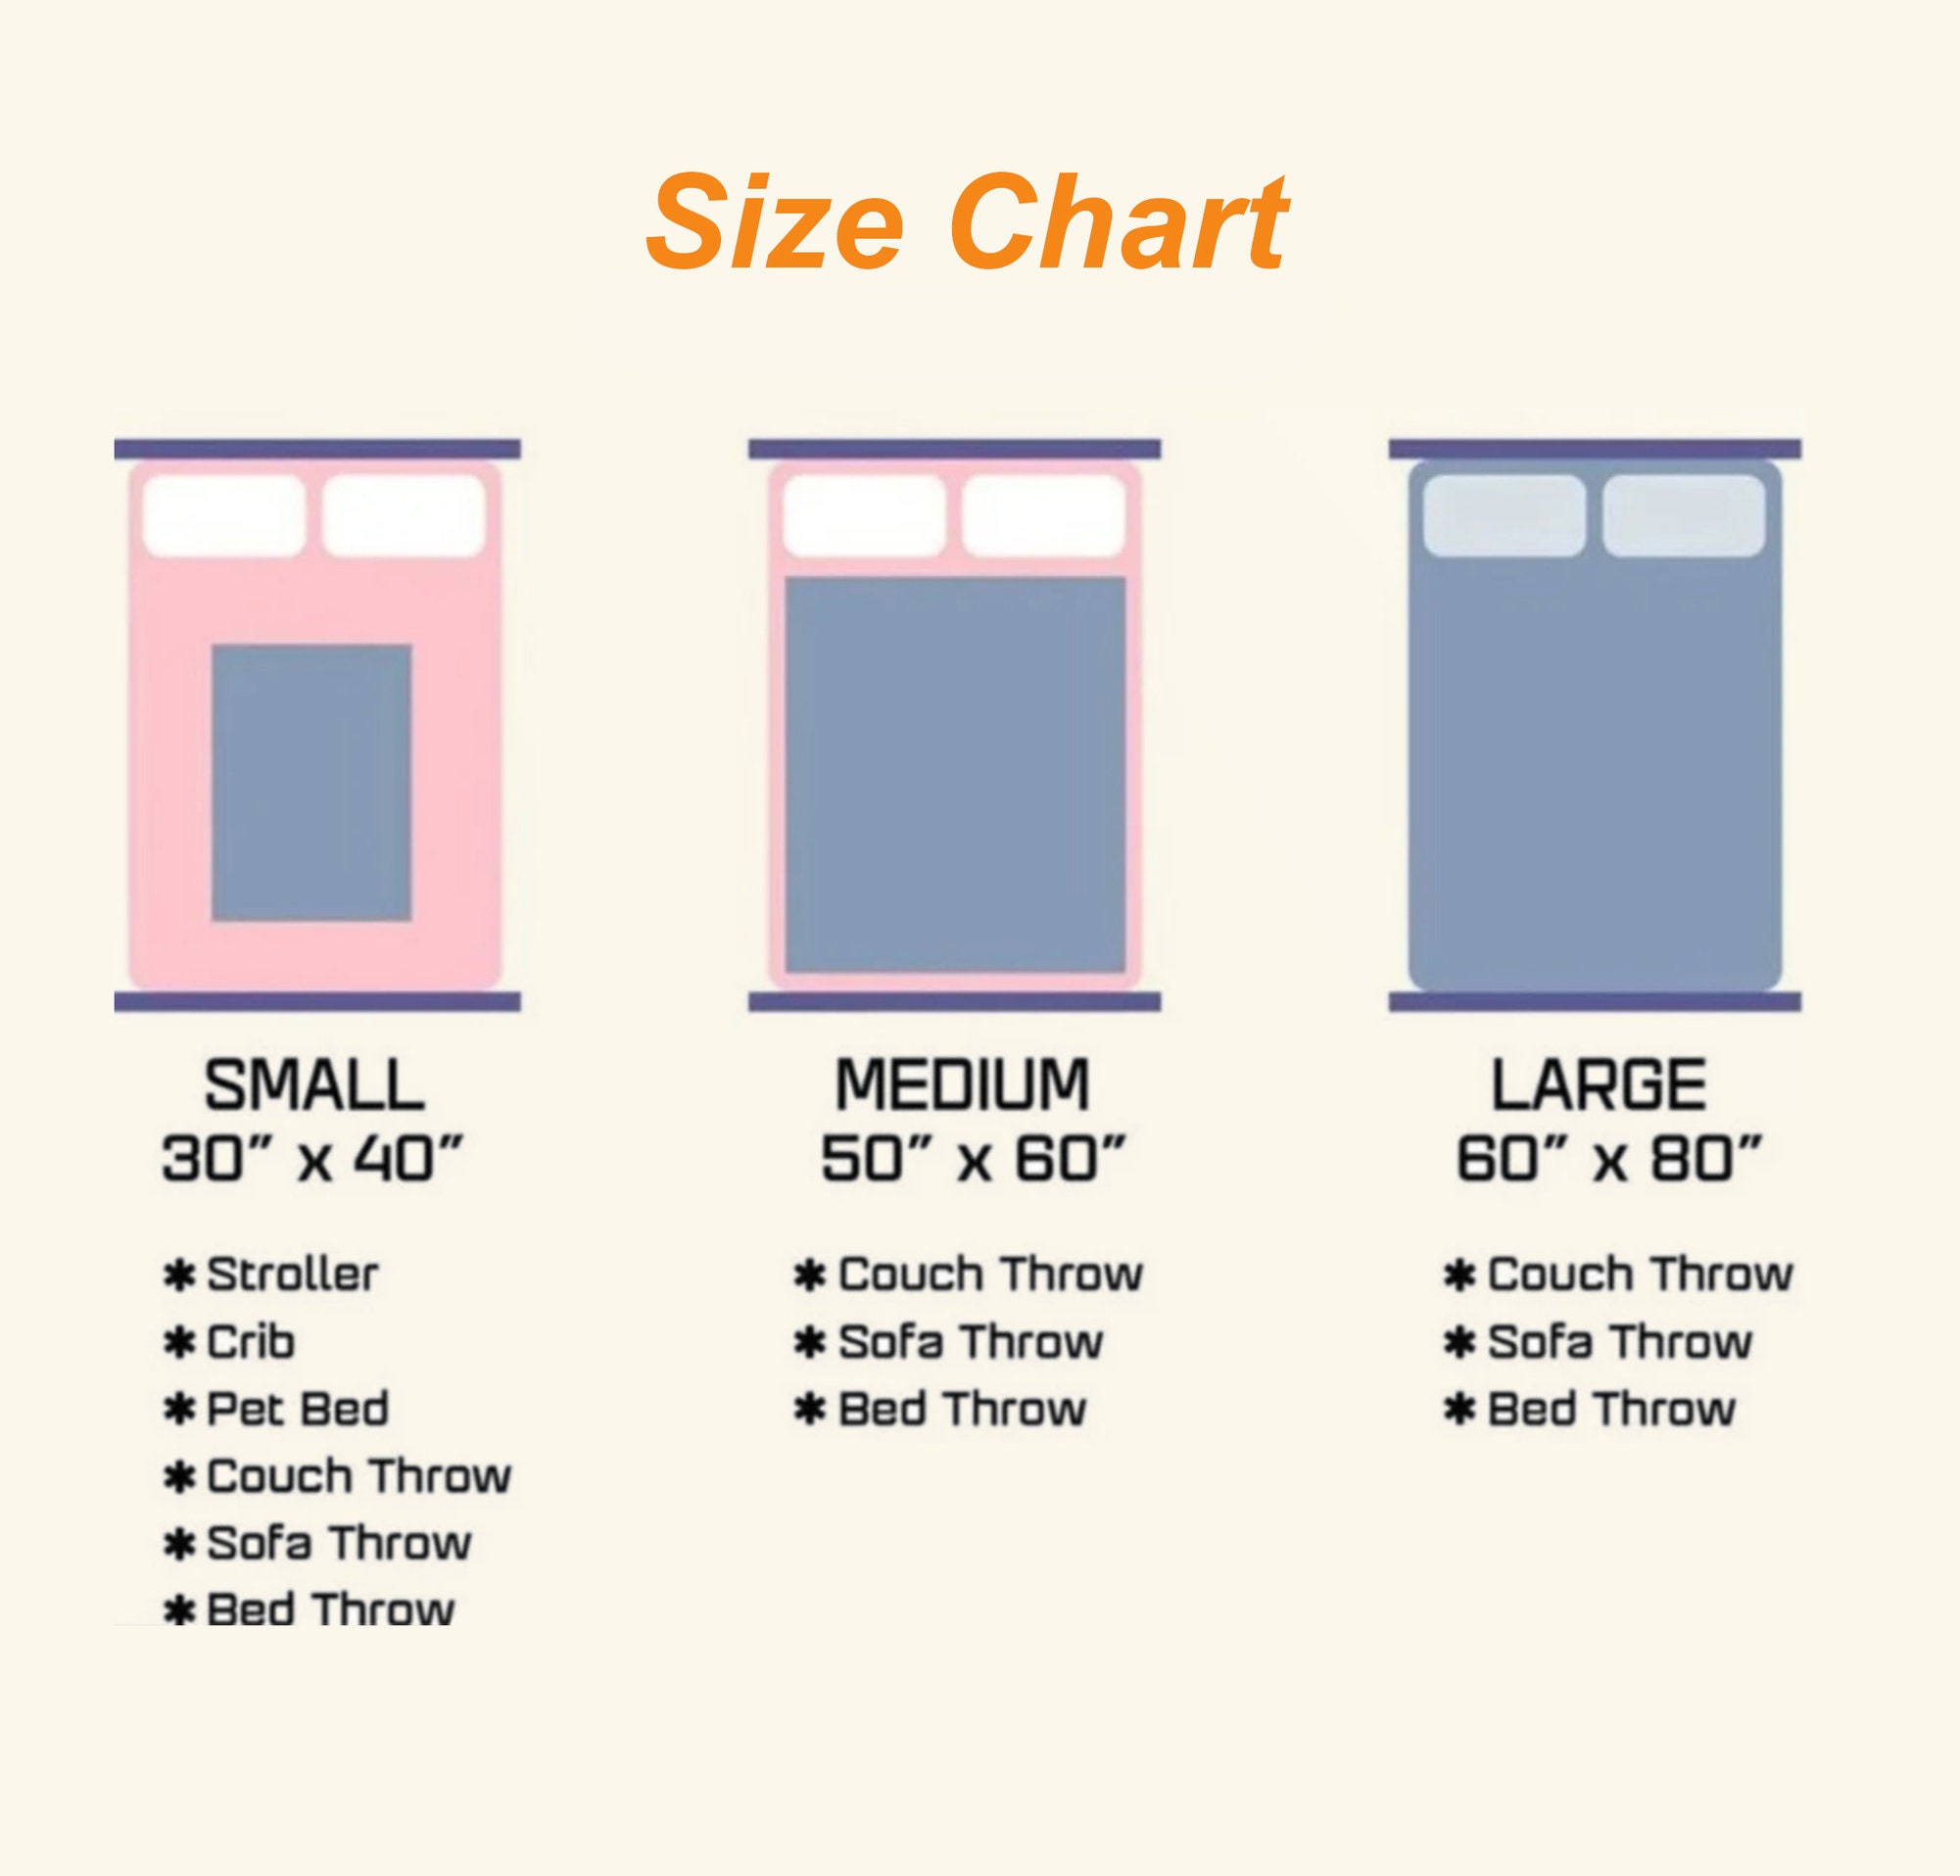 Size Chart
SMALL
30” x 40”
✱ Stroller
✱ Crib
✱ Pet Bed
✱ Couch Throw
✱ Sofa Throw
✱ Bed Throw
MEDIUM
50” x 60”
✱ Couch Throw
✱ Sofa Throw
✱ Bed Throw
LARGE
60” x 80”
✱ Couch Throw
✱ Sofa Throw
✱ Bed Throw